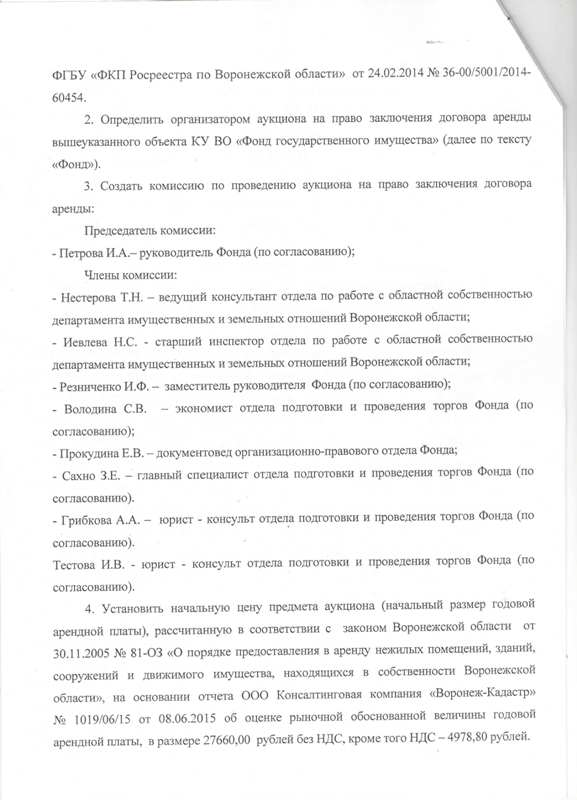 ФГБУ «ФКП Росреестра по Воронежской области» от 24.02.2014 № 36-00/5001/2014-
60454.
2. Определить организатором аукциона на право заключения договора аренды
вышеуказанного объекта КУ ВО «Фонд государственного имущества» (далее по тексту
«Фонд»).
3. Создать комиссию по проведению аукциона на право заключения договора
аренды:
Председатель комиссии:
- Петрова И.А.– руководитель Фонда (по согласованию);
Члены комиссии:
- Нестерова Т.Н. – ведущий консультант отдела по работе с областной собственностью
департамента имущественных и земельных отношений Воронежской области;
- Иевлева Н.С. - старший инспектор отдела по работе с областной собственностью
департамента имущественных и земельных отношений Воронежской области;
- Резниченко И.Ф. – заместитель руководителя Фонда (по согласованию);
- Володина С.В. – экономист отдела подготовки и проведения торгов Фонда (по
согласованию);
- Прокудина Е.В. – документовед организационно-правового отдела Фонда;
- Сахно З.Е. – главный специалист отдела подготовки и проведения торгов Фонда (по
согласованию).
- Грибкова А.А. – юрист - консульт отдела подготовки и проведения торгов Фонда (по
согласованию).
Тестова И.В. - юрист - консульт отдела подготовки и проведения торгов Фонда (по
согласованию).
4. Установить начальную цену предмета аукциона (начальный размер годовой
арендной платы), рассчитанную в соответствии с законом Воронежской области от
30.11.2005 № 81-ОЗ «О порядке предоставления в аренду нежилых помещений, зданий,
сооружений и движимого имущества, находящихся в собственности Воронежской
области», на основании отчета ООО Консалтинговая компания «Воронеж-Кадастр»
№ 1019/06/15 от 08.06.2015 об оценке рыночной обоснованной величины годовой
арендной платы, в размере 27660,00 рублей без НДС, кроме того НДС – 4978,80 рублей.